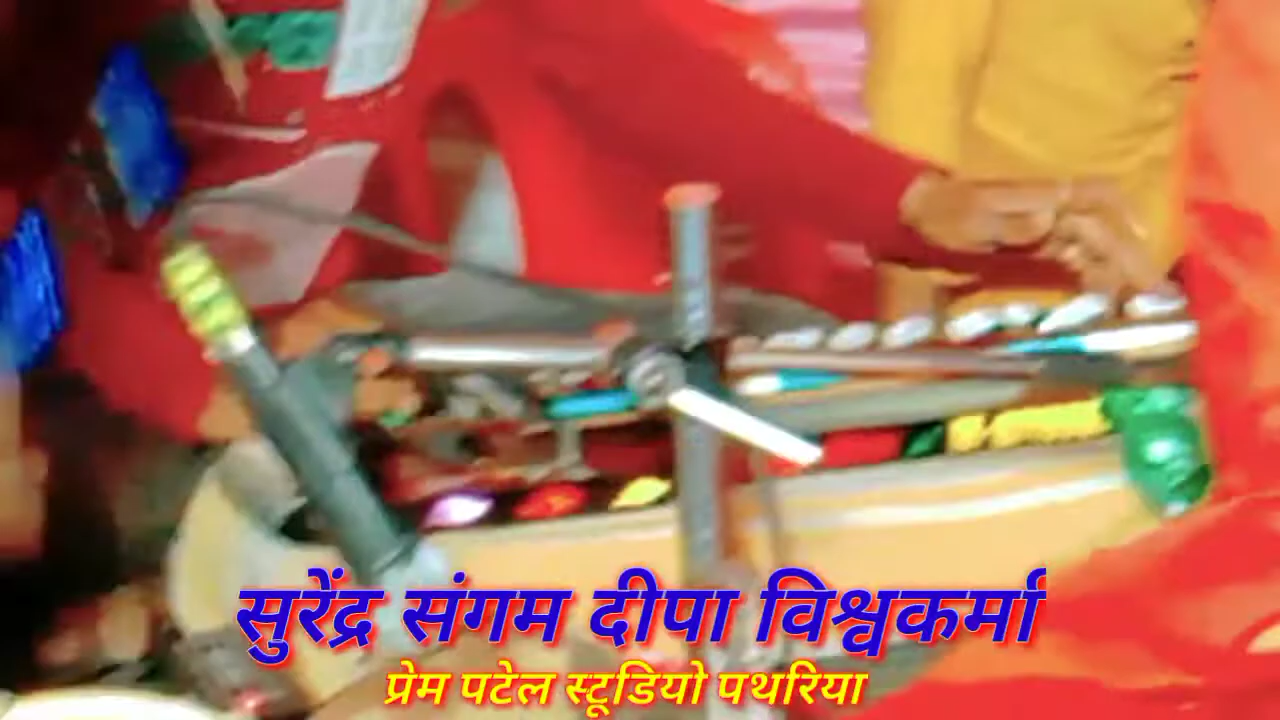 सुरेंद्र संगम दीपा विश्वकर्मा
प्रेम पटेल स्टूडियो पथरिया